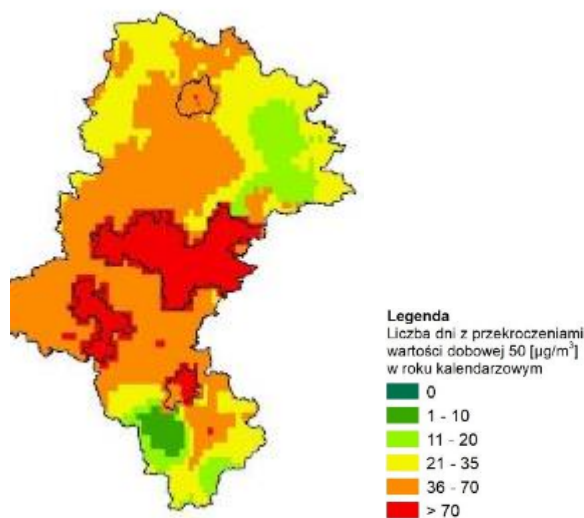 Legenda
Liczba dni z przekroczeniami
wartości dobowej 50 [µg/m³]
w roku kalendarzowym
0
1 - 10
11 - 20
21 - 35
36 - 70
> 70